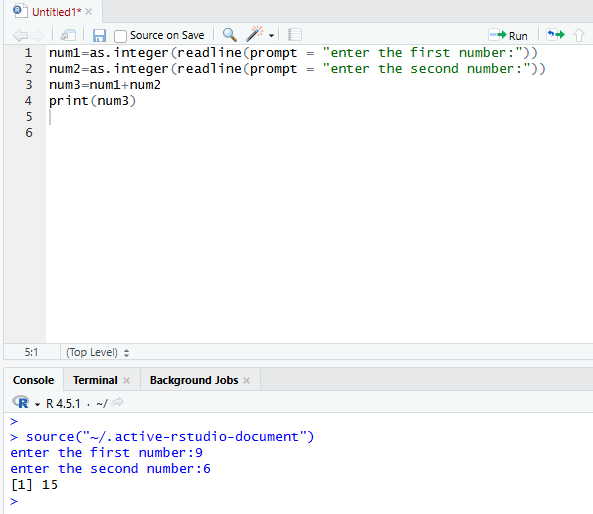 Untitled1*
Source on Save Run
1 num1=as.integer(readline(prompt = "enter the first number:"))
2 num2=as.integer(readline(prompt = "enter the second number:"))
3 num3=num1+num2
4 print(num3)
5
6
5:1 (Top Level)
Console Terminal Background Jobs
R R 4.5.1 · ~/
>
> source("~/.active-rstudio-document")
enter the first number:9
enter the second number:6
[1] 15
>